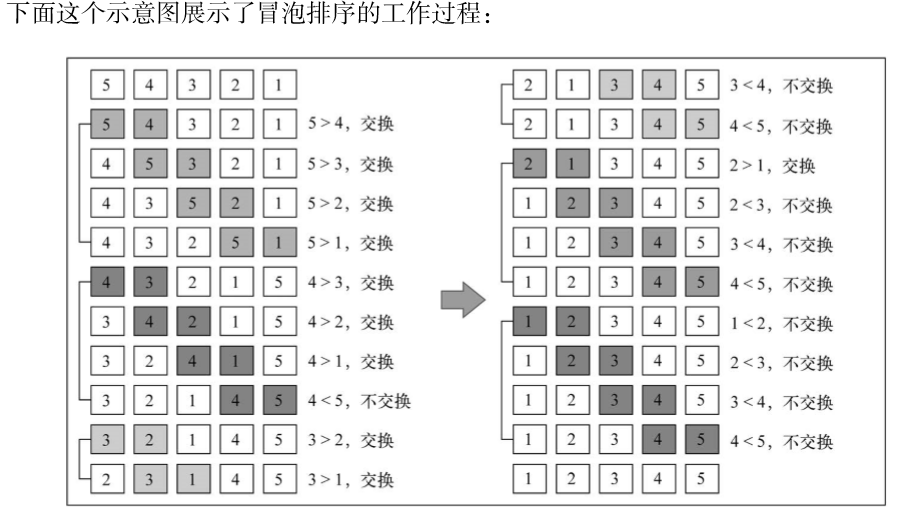 下面这个示意图展示了冒泡排序的工作过程：
5 4 3 2 1
5 4 3 2 1 5 > 4，交换
4 5 3 2 1 5 > 3，交换
4 3 5 2 1 5 > 2，交换
4 3 2 5 1 5 > 1，交换
4 3 2 1 5 4 > 3，交换
3 4 2 1 5 4 > 2，交换
3 2 4 1 5 4 > 1，交换
3 2 1 4 5 4 < 5，不交换
3 2 1 4 5 3 > 2，交换
2 3 1 4 5 3 > 1，交换
2 1 3 4 5 3 < 4，不交换
2 1 3 4 5 4 < 5，不交换
2 1 3 4 5 2 > 1，交换
1 2 3 4 5 2 < 3，不交换
1 2 3 4 5 3 < 4，不交换
1 2 3 4 5 4 < 5，不交换
1 2 3 4 5 1 < 2，不交换
1 2 3 4 5 2 < 3，不交换
1 2 3 4 5 3 < 4，不交换
1 2 3 4 5 4 < 5，不交换
1 2 3 4 5